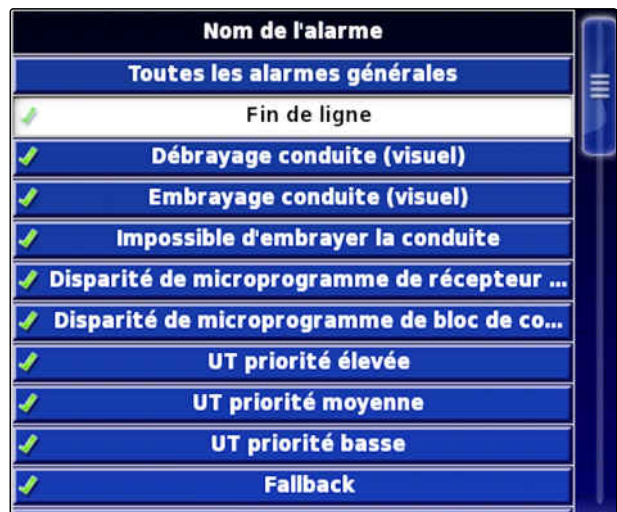 Nom de l'alarme
Toutes les alarmes générales
Fin de ligne
Débrayage conduite (visuel)
Embrayage conduite (visuel)
Impossible d'embrayer la conduite
Disparité de microprogramme de récepteur ...
Disparité de microprogramme de bloc de co...
UT priorité élevée
UT priorité moyenne
UT priorité basse
Fallback